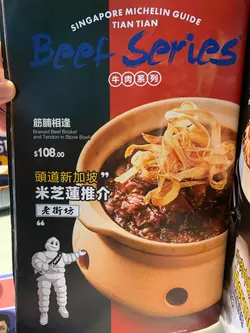 SINGAPORE MICHELIN GUIDE
TIAN TIAN
Beef Series
牛肉系列
筋腩相逢
Braised Beef Brisket
and Tendon in Stone Bowl
$108.00
頭道新加坡”
米芝蓮推介
老街坊
“